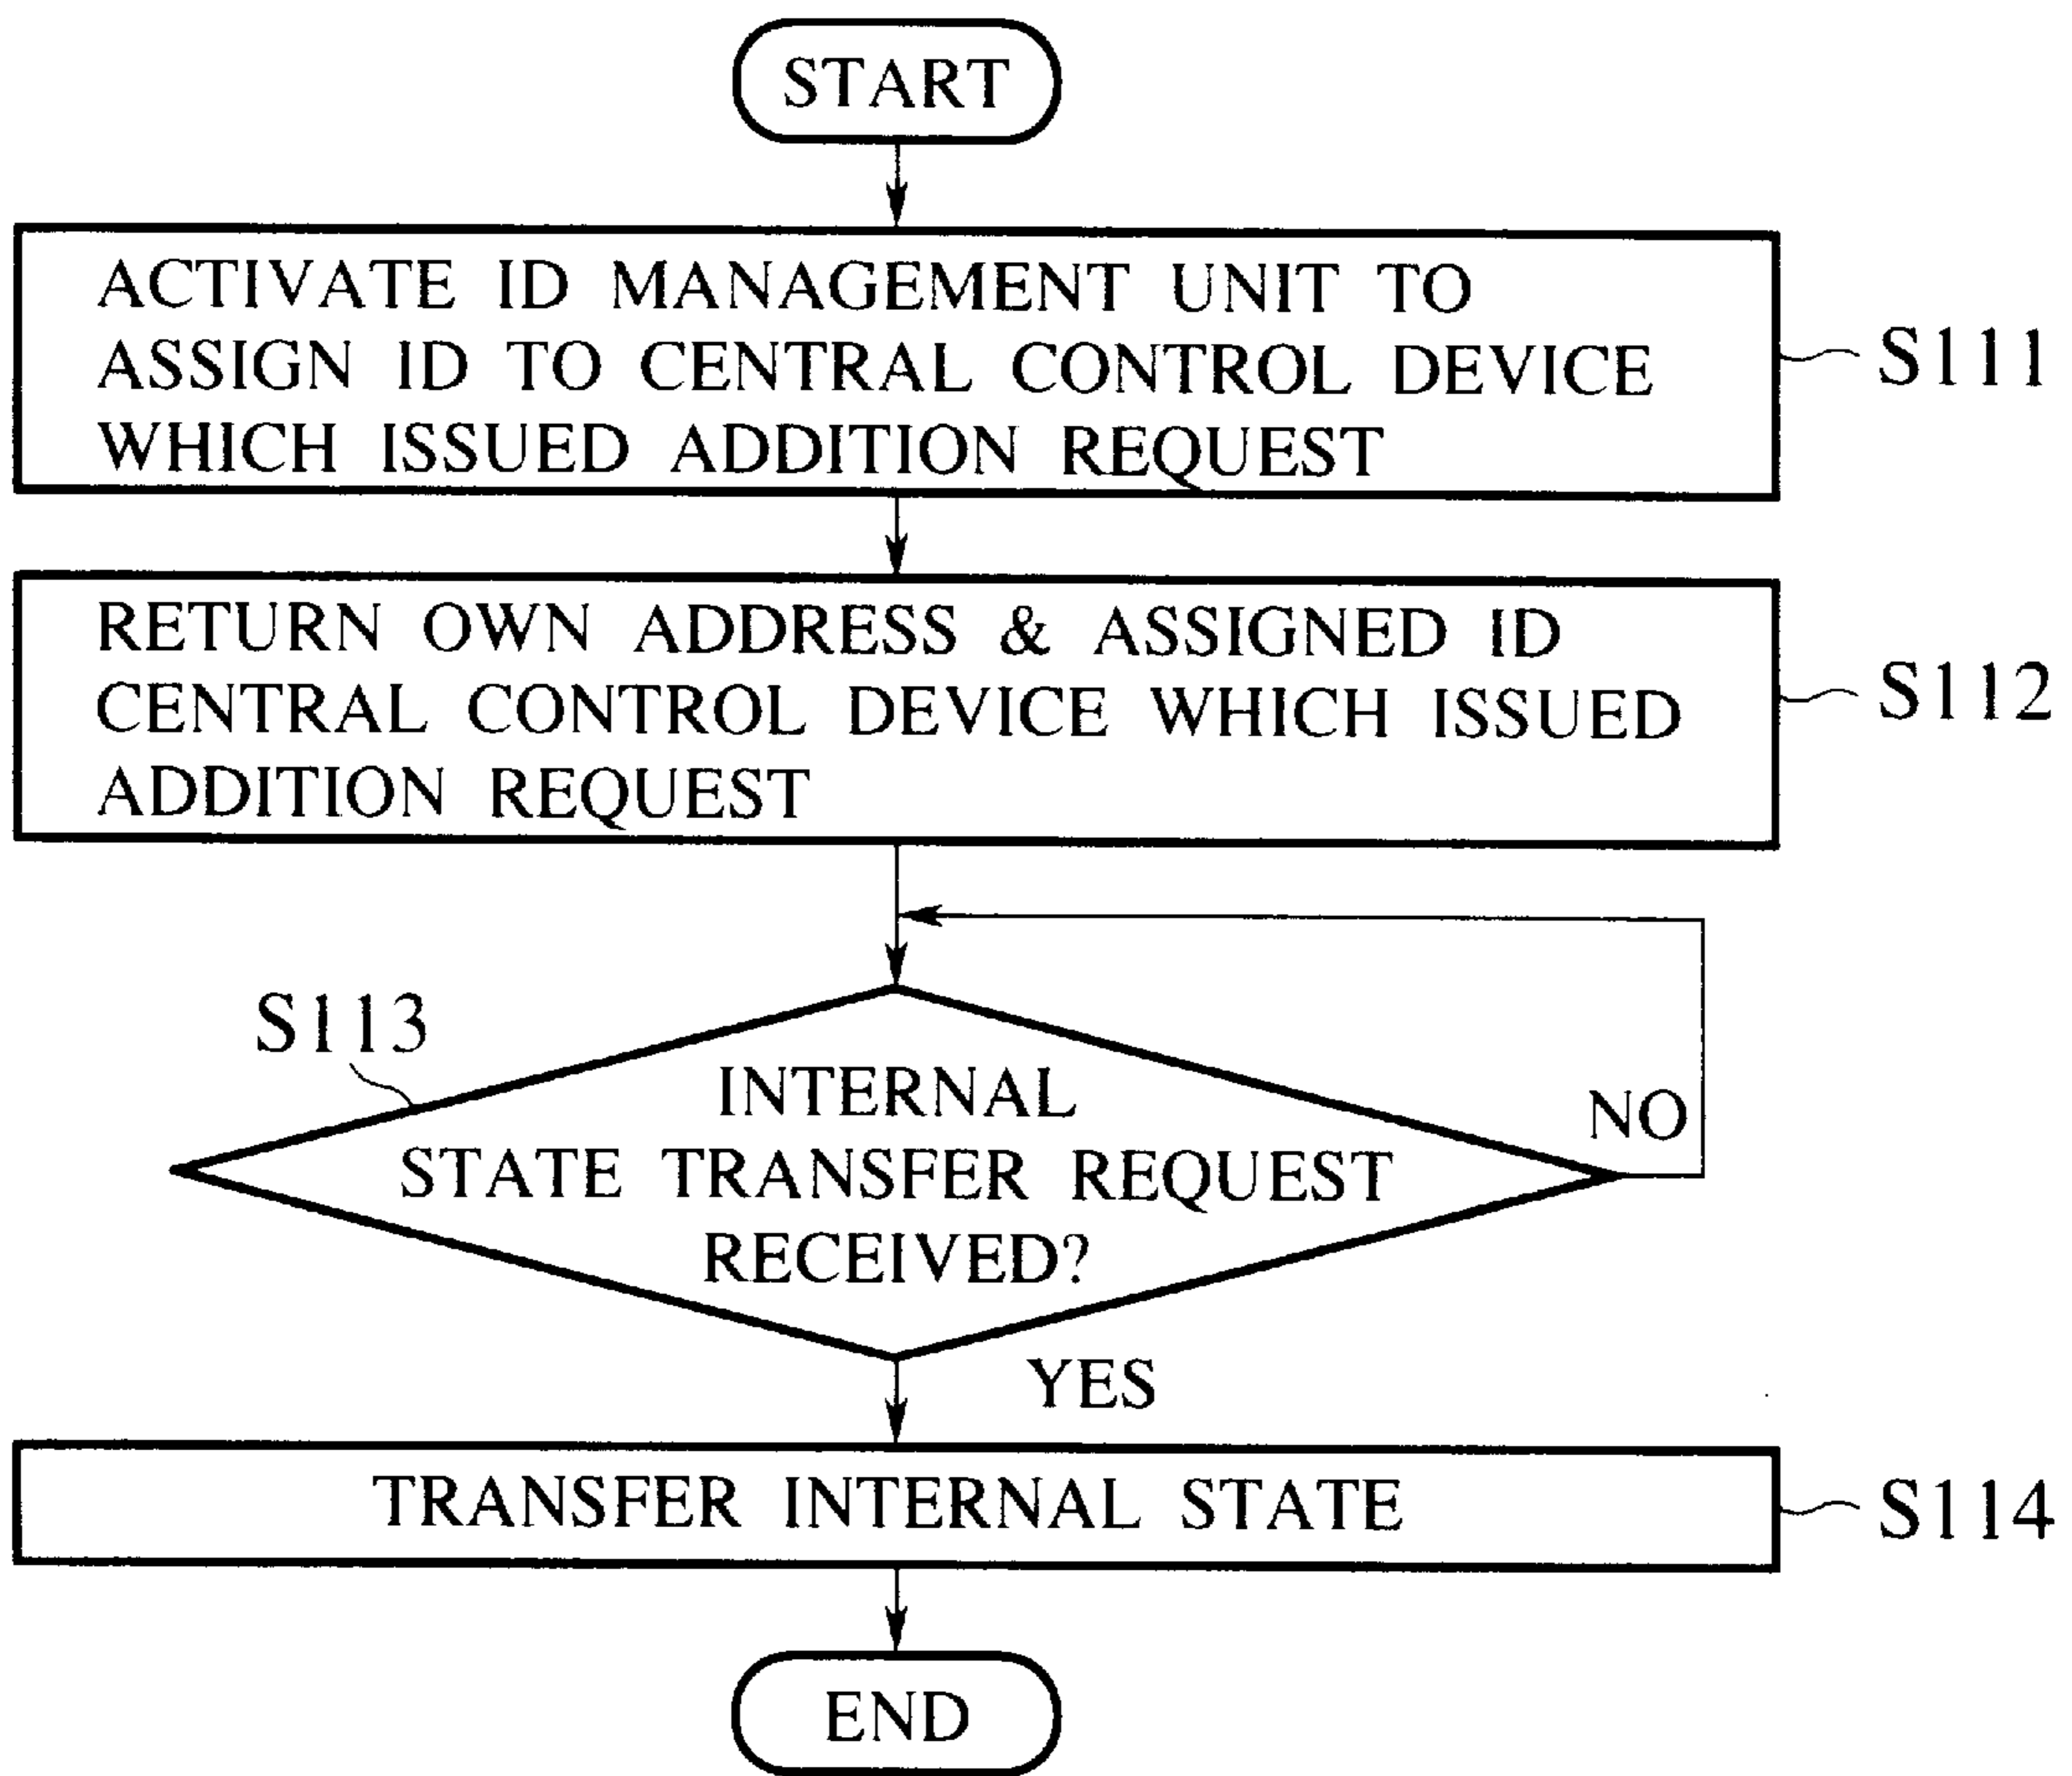 START
ACTIVATE ID MANAGEMENT UNIT TO
ASSIGN ID TO CENTRAL CONTROL DEVICE
WHICH ISSUED ADDITION REQUEST
S111
RETURN OWN ADDRESS & ASSIGNED ID
CENTRAL CONTROL DEVICE WHICH ISSUED
ADDITION REQUEST
S112
S113
INTERNAL
STATE TRANSFER REQUEST
RECEIVED?
NO
YES
TRANSFER INTERNAL STATE
S114
END